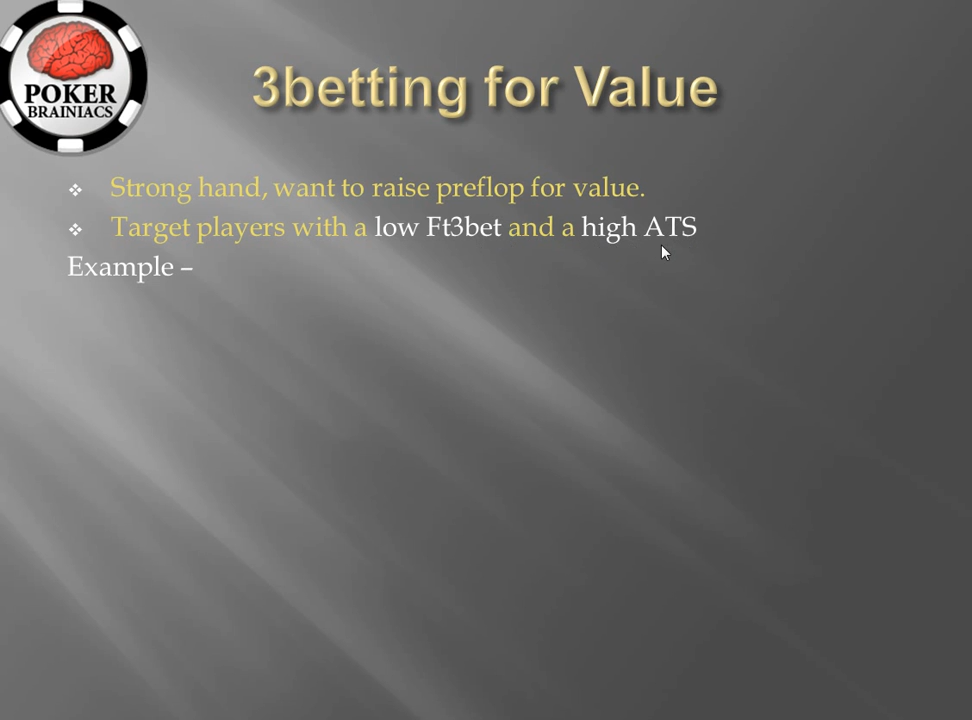 POKER
BRAINIACS
3betting for Value
Strong hand, want to raise preflop for value.
Target players with a low Ft3bet and a high ATS
Example –